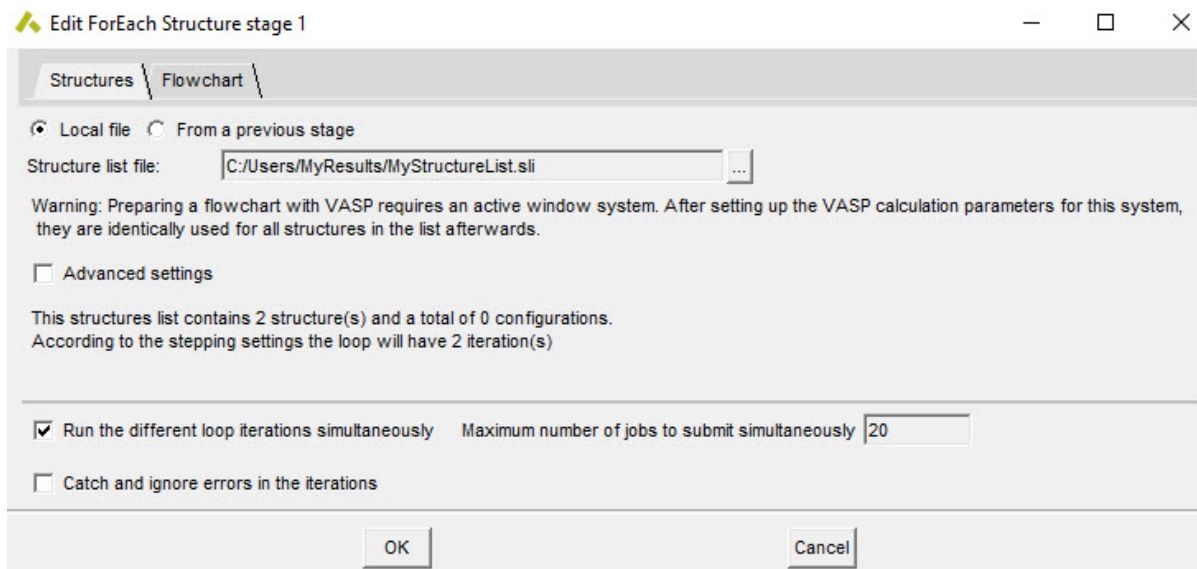 Edit ForEach Structure stage 1
Structures Flowchart
Local file From a previous stage
Structure list file: C:/Users/MyResults/MyStructureList.sli ...
Warning: Preparing a flowchart with VASP requires an active window system. After setting up the VASP calculation parameters for this system,
they are identically used for all structures in the list afterwards.
Advanced settings
This structures list contains 2 structure(s) and a total of 0 configurations.
According to the stepping settings the loop will have 2 iteration(s)
Run the different loop iterations simultaneously Maximum number of jobs to submit simultaneously 20
Catch and ignore errors in the iterations
OK Cancel